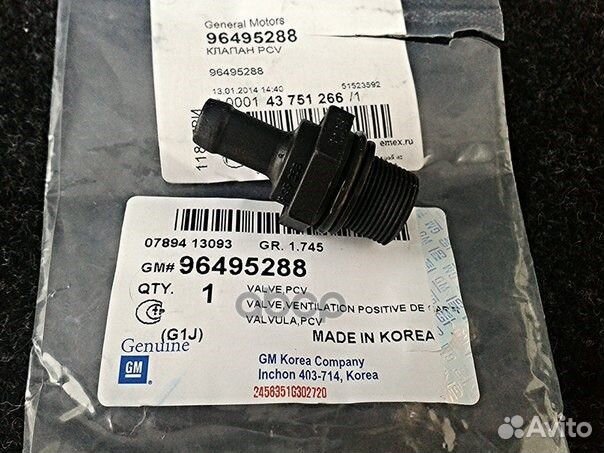 General Motors
96495288
КЛАПАН PCV
96495288
13.01.2014 14:40
51523592
0001 43 751 266 /1
emex.ru
07894 13093 GR. 1.745
GM# 96495288
QTY. 1
VALVE,PCV
VALVE,VENTILATION POSITIVE DE
VALVULA,PCV
(G1J)
MADE IN KOREA
Genuine
GM
GM Korea Company
Inchon 403-714, Korea
2458351G302720
Avito